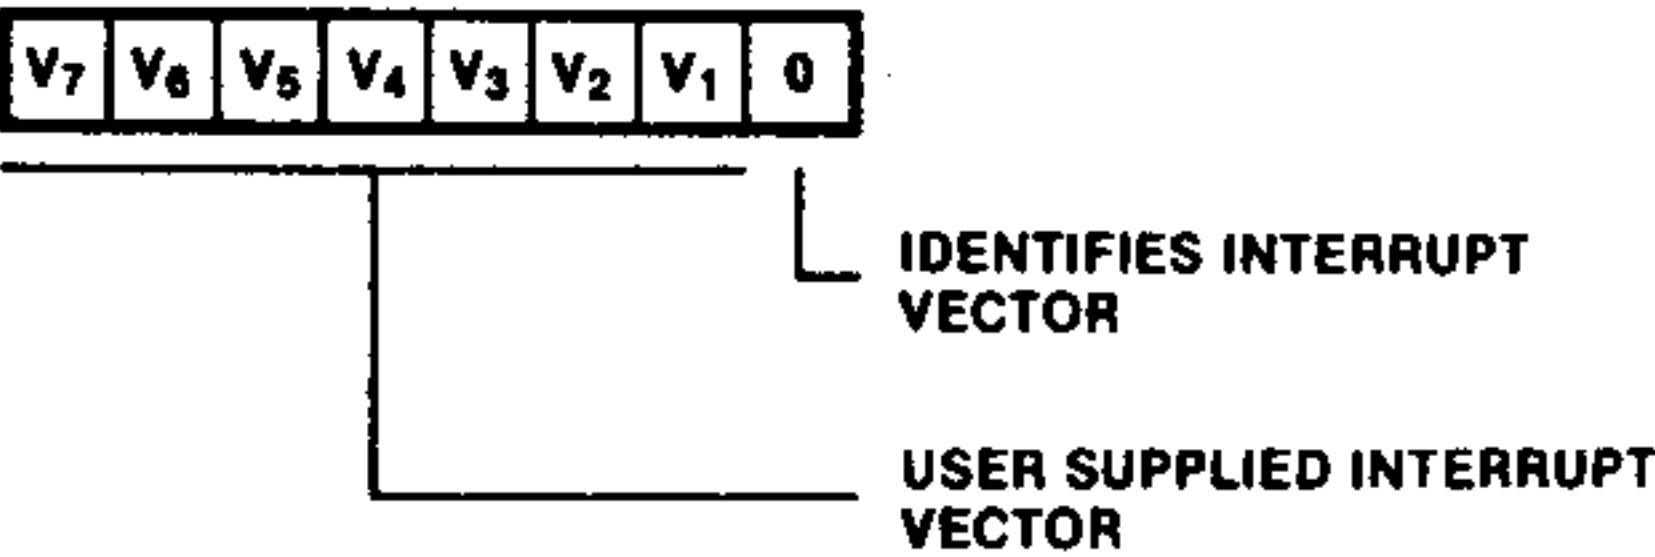 V7 V6 V5 V4 V3 V2 V1 0
IDENTIFIES INTERRUPT
VECTOR
USER SUPPLIED INTERRUPT
VECTOR